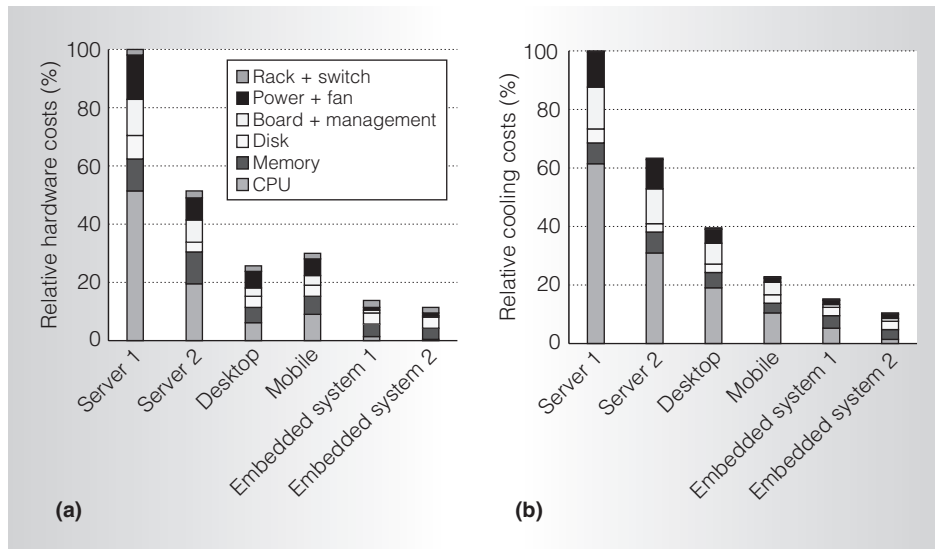 Relative hardware costs (%)
100
80
60
40
20
0
Rack + switch
Power + fan
Board + management
Disk
Memory
CPU
Server 1
Server 2
Desktop
Mobile
Embedded system 1
Embedded system 2
(a)
Relative cooling costs (%)
100
80
60
40
20
0
Server 1
Server 2
Desktop
Mobile
Embedded system 1
Embedded system 2
(b)